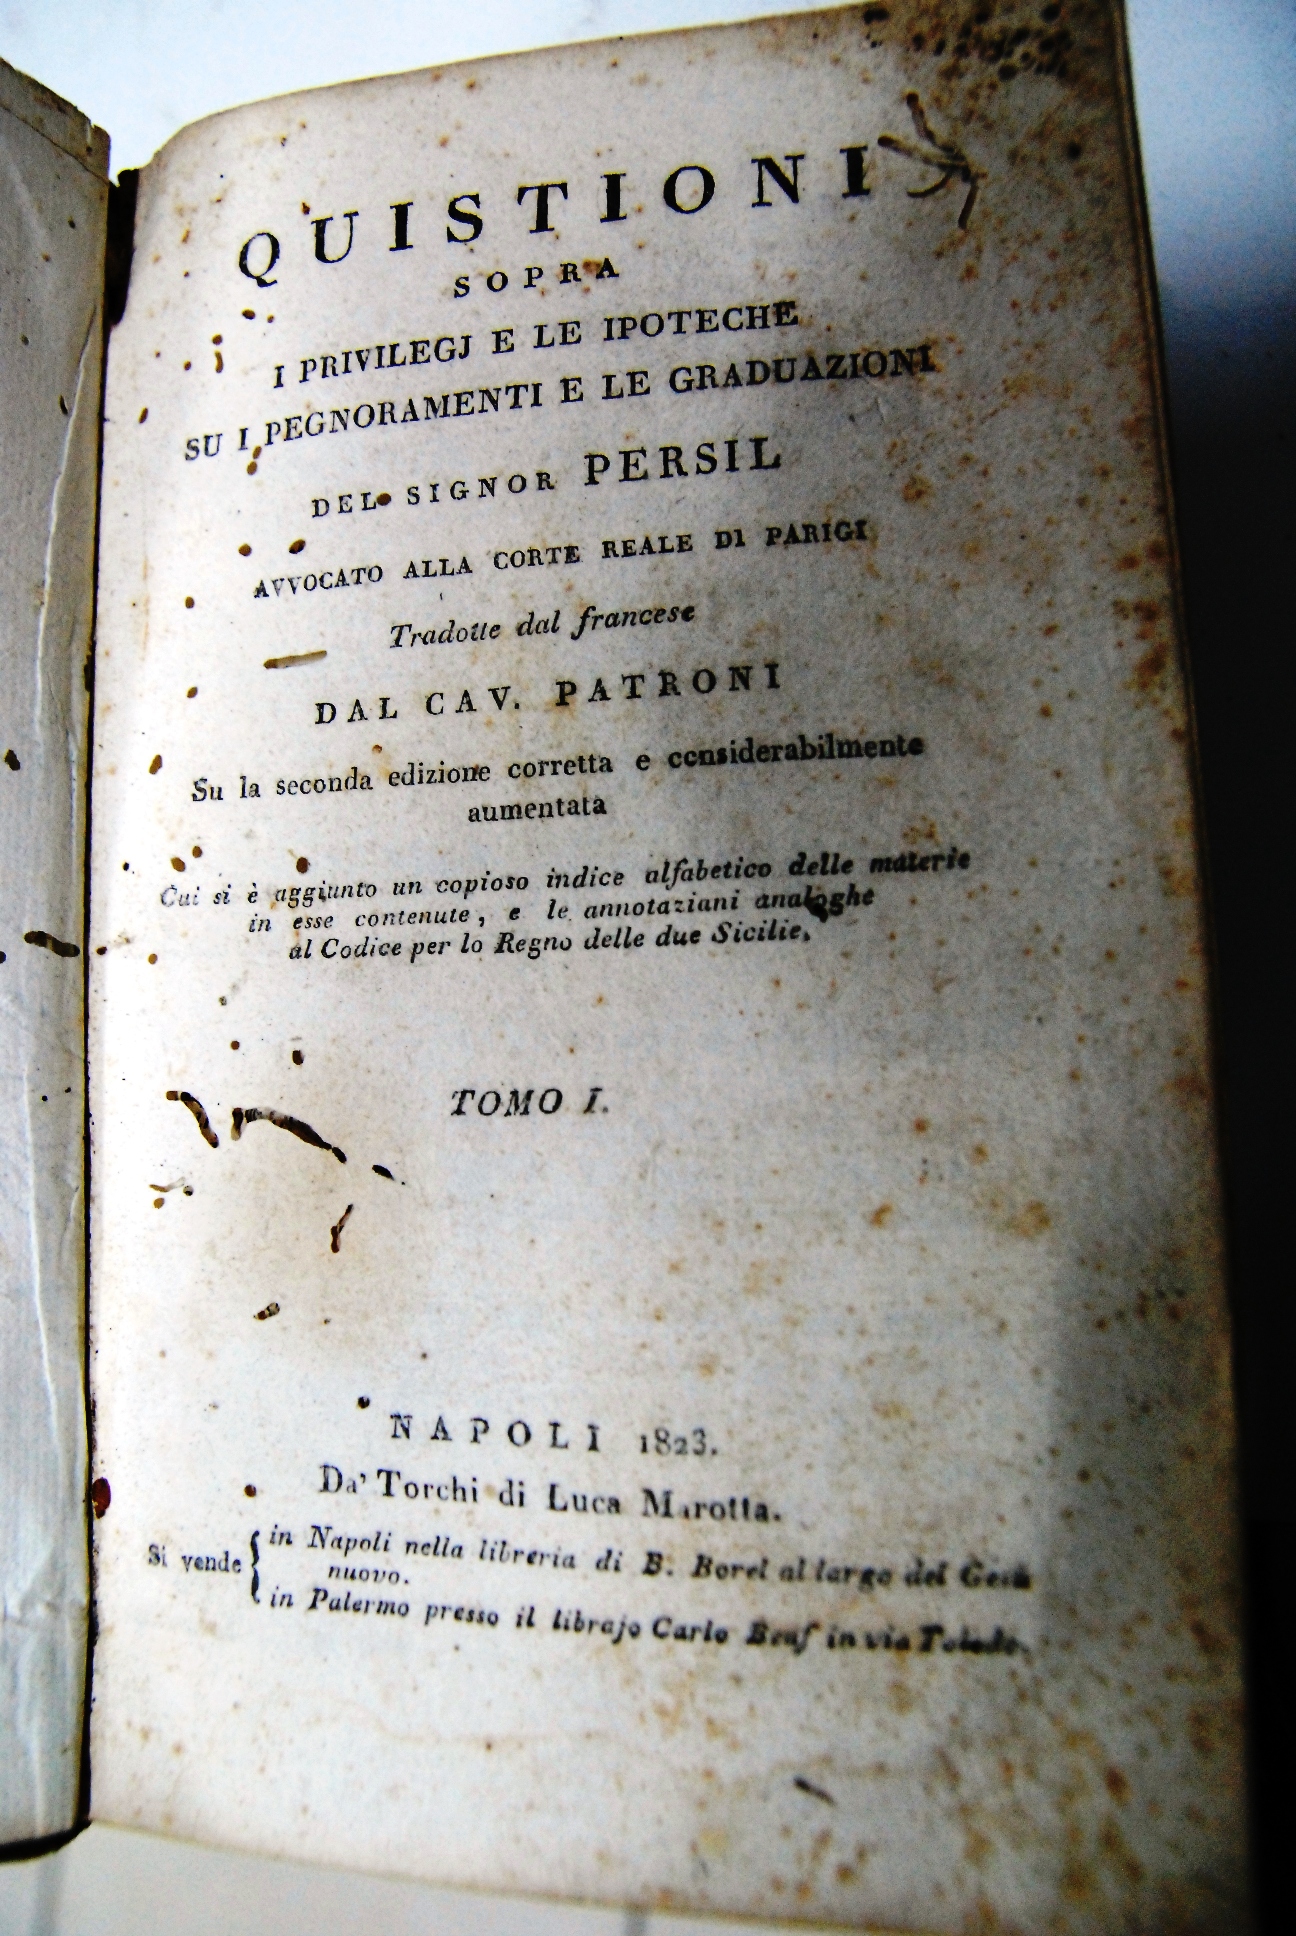 QUISTIONI
SOPRA
I PRIVILEGJ E LE IPOTECHE
SU I PEGNORAMENTI E LE GRADUAZIONI
DEL SIGNOR PERSIL
AVVOCATO ALLA CORTE REALE DI PARIGI
Tradotte dal francese
DAL CAV. PATRONI
Su la seconda edizione corretta e considerabilmente
aumentata
Cui si è aggiunto un copioso indice alfabetico delle materie
in esse contenute, e le annotaziani analoghe
al Codice per lo Regno delle due Sicilie.
TOMO I.
NAPOLI 1823.
Da' Torchi di Luca Marotta.
Si vende { in Napoli nella libreria di B. Borel al largo del Gesù
nuovo.
in Palermo presso il librajo Carlo Beuf in via Toledo.